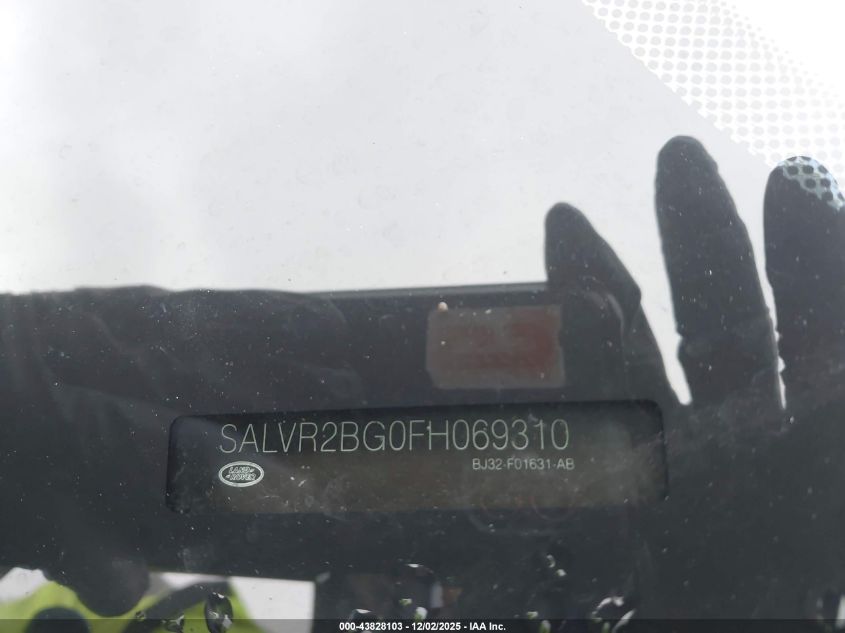 SALVR2BG0FH069310
LAND
ROVER
BJ32-F01631-AB
000-43828103 - 12/02/2025 - IAA Inc.